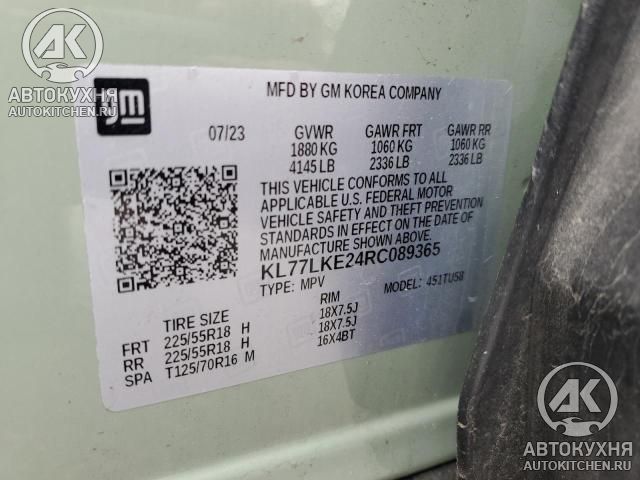 АВТОКУХНЯ
AUTOKITCHEN.RU
gm
MFD BY GM KOREA COMPANY
07/23 GVWR GAWR FRT GAWR RR
1880 KG 1060 KG 1060 KG
4145 LB 2336 LB 2336 LB
THIS VEHICLE CONFORMS TO ALL
APPLICABLE U.S. FEDERAL MOTOR
VEHICLE SAFETY AND THEFT PREVENTION
STANDARDS IN EFFECT ON THE DATE OF
MANUFACTURE SHOWN ABOVE.
KL77LKE24RC089365
TYPE: MPV MODEL: 451TU58
TIRE SIZE RIM
FRT 225/55R18 H 18X7.5J
RR 225/55R18 H 18X7.5J
SPA T125/70R16 M 16X4BT
АК
АВТОКУХНЯ
AUTOKITCHEN.RU